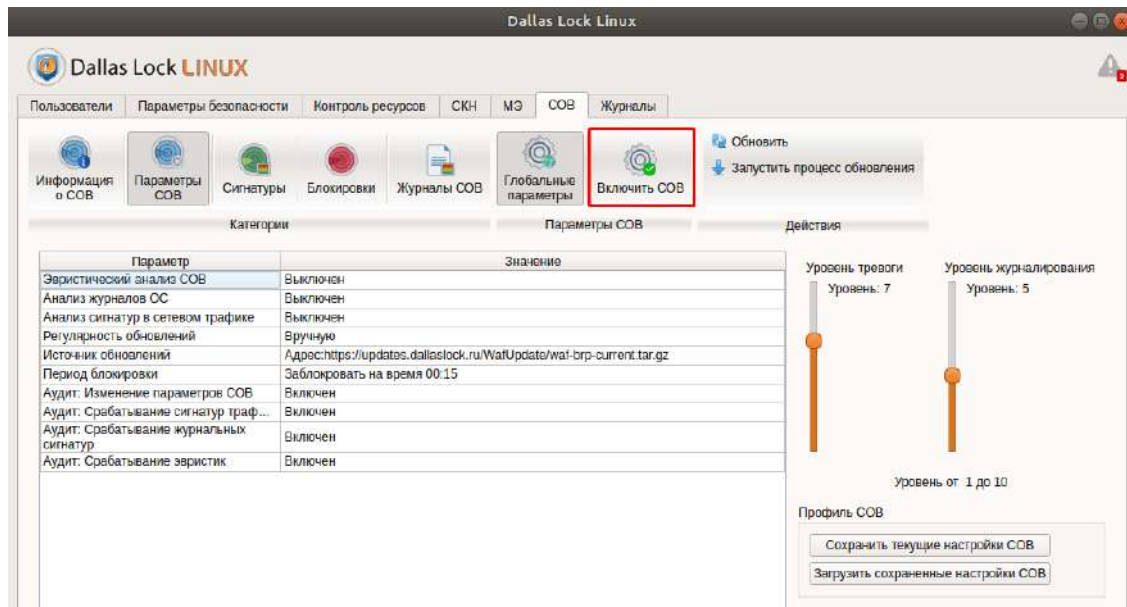 Dallas Lock Linux
Dallas Lock LINUX
Пользователи Параметры безопасности Контроль ресурсов СКН МЭ СОВ Журналы
Информация о СОВ
Параметры СОВ
Сигнатуры
Блокировки
Журналы СОВ
Глобальные параметры
Включить СОВ
Обновить
Запустить процесс обновления
Категории Параметры СОВ Действия
Параметр Значение
Эвристический анализ СОВ Выключен
Анализ журналов ОС Выключен
Анализ сигнатур в сетевом трафике Выключен
Регулярность обновлений Вручную
Источник обновлений Адрес:https://updates.dallaslock.ru/WafUpdate/waf-brp-current.tar.gz
Период блокировки Заблокровать на время 00:15
Аудит: Изменение параметров СОВ Включен
Аудит: Срабатывание сигнатур траф... Включен
Аудит: Срабатывание журнальных
сигнатур Включен
Аудит: Срабатывание эвристик Включен
Уровень тревоги Уровень журналирования
Уровень: 7 Уровень: 5
Уровень от 1 до 10
Профиль СОВ
Сохранить текущие настройки СОВ
Загрузить сохраненные настройки СОВ